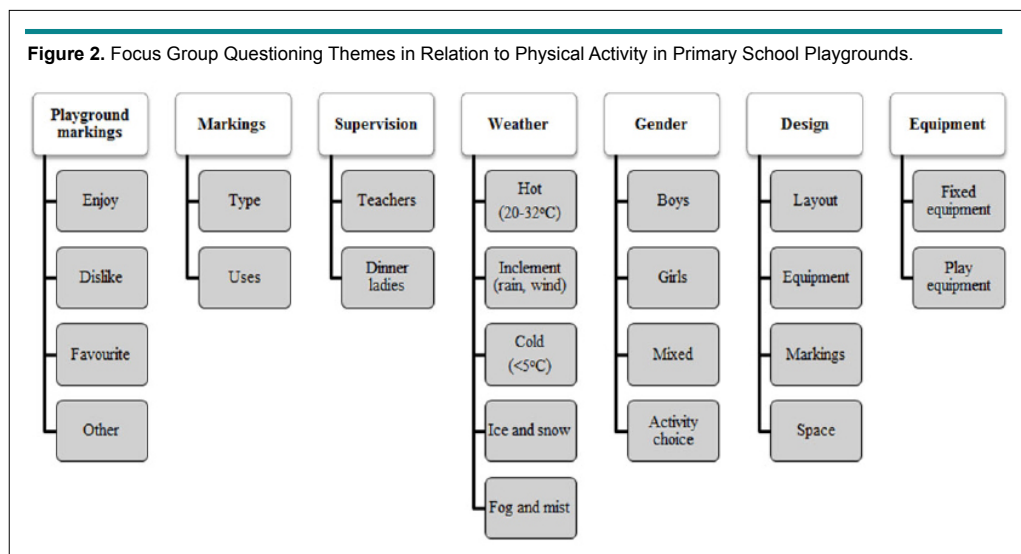 Figure 2. Focus Group Questioning Themes in Relation to Physical Activity in Primary School Playgrounds.
Playground
markings
Enjoy
Dislike
Favourite
Other
Markings
Type
Uses
Supervision
Teachers
Dinner
ladies
Weather
Hot
(20-32°C)
Inclement
(rain, wind)
Cold
(<5°C)
Ice and snow
Fog and mist
Gender
Boys
Girls
Mixed
Activity
choice
Design
Layout
Equipment
Markings
Space
Equipment
Fixed
equipment
Play
equipment